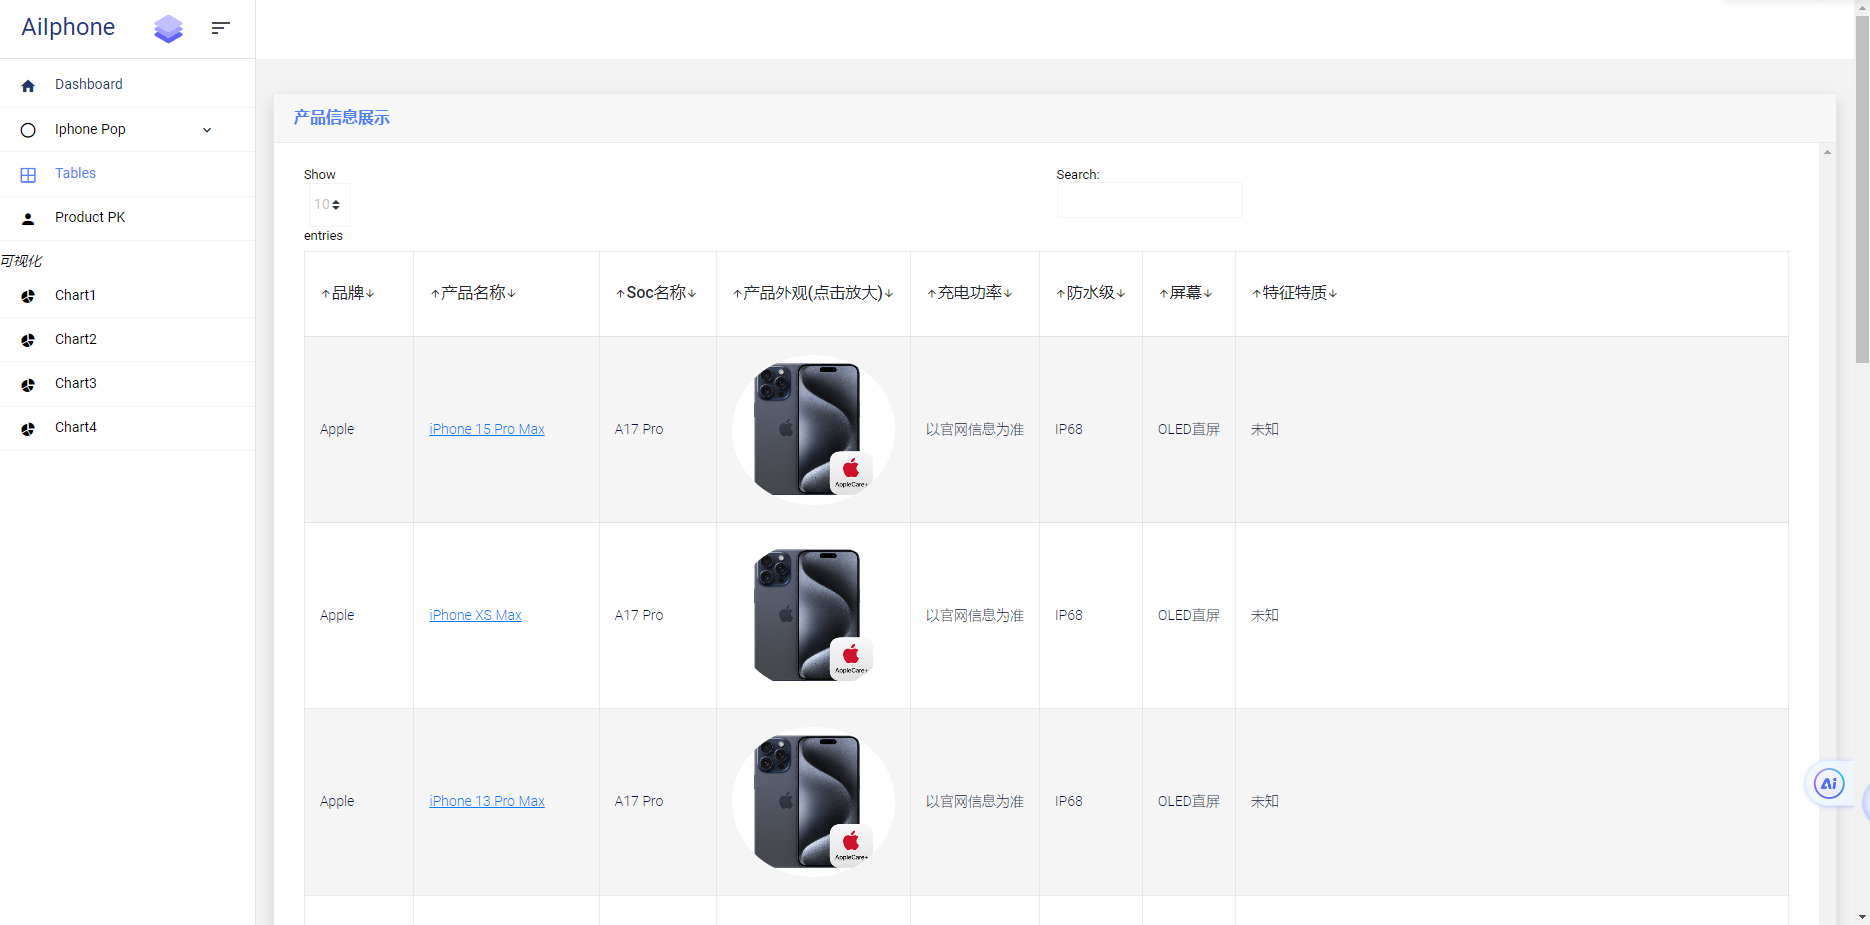 AiIphone
Dashboard
Iphone Pop
Tables
Product PK
可视化
Chart1
Chart2
Chart3
Chart4
产品信息展示
Show
10
entries
Search:
↑品牌↓ ↑产品名称↓ ↑Soc名称↓ ↑产品外观(点击放大)↓ ↑充电功率↓ ↑防水级↓ ↑屏幕↓ ↑特征特质↓
Apple iPhone 15 Pro Max A17 Pro AppleCare+ 以官网信息为准 IP68 OLED直屏 未知
Apple iPhone XS Max A17 Pro AppleCare+ 以官网信息为准 IP68 OLED直屏 未知
Apple iPhone 13 Pro Max A17 Pro AppleCare+ 以官网信息为准 IP68 OLED直屏 未知
Ai